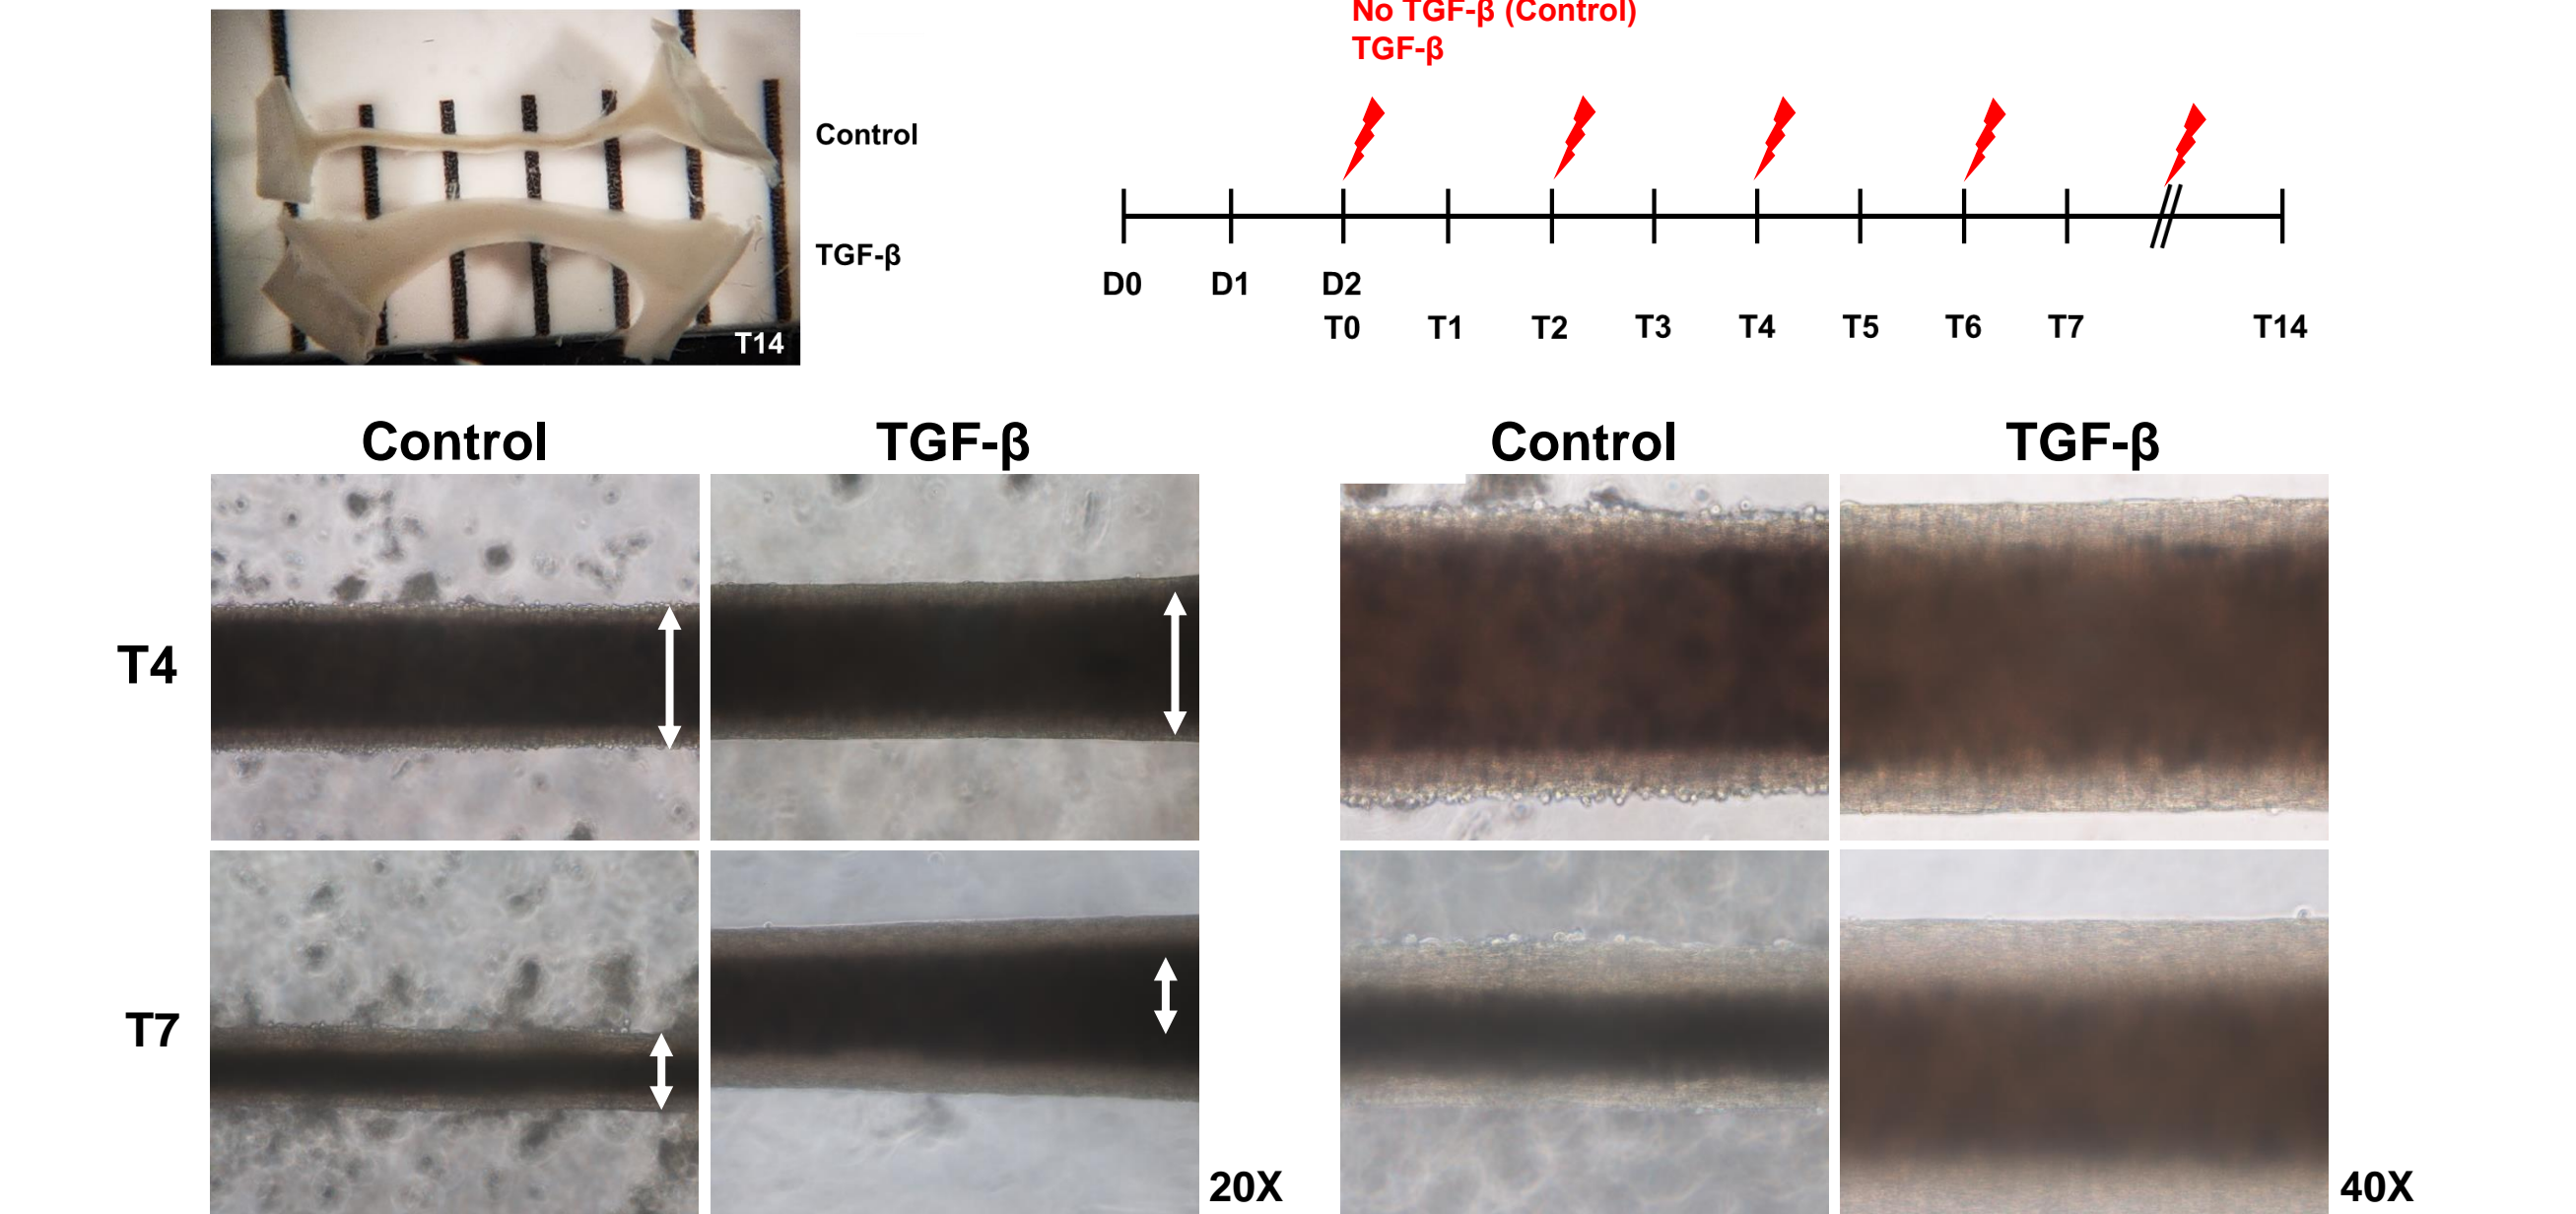 No TGF-β (Control)
TGF-β
Control
TGF-β
T14
D0 D1 D2
T0 T1 T2 T3 T4 T5 T6 T7 T14
Control TGF-β Control TGF-β
T4
T7
20X
40X